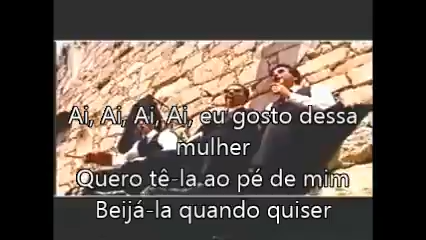 Ai, Ai, Ai, Ai, eu gosto dessa
mulher
Quero tê-la ao pé de mim
Beijá-la quando quiser